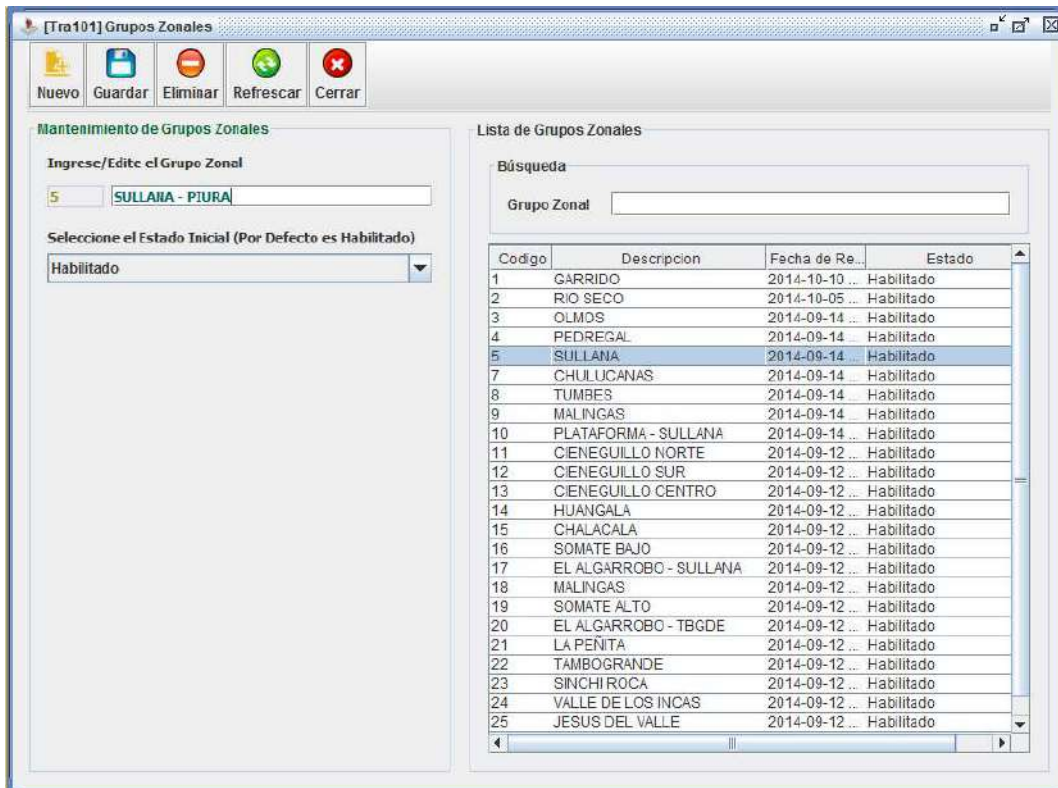 [Tra101] Grupos Zonales
Nuevo Guardar Eliminar Refrescar Cerrar
Mantenimiento de Grupos Zonales
Ingrese/Edite el Grupo Zonal
5 SULLANA - PIURA
Seleccione el Estado Inicial (Por Defecto es Habilitado)
Habilitado
Lista de Grupos Zonales
Búsqueda
Grupo Zonal
Codigo Descripcion Fecha de Re... Estado
1 GARRIDO 2014-10-10 ... Habilitado
2 RIO SECO 2014-10-05 ... Habilitado
3 OLMOS 2014-09-14 ... Habilitado
4 PEDREGAL 2014-09-14 ... Habilitado
5 SULLANA 2014-09-14 ... Habilitado
7 CHULUCANAS 2014-09-14 ... Habilitado
8 TUMBES 2014-09-14 ... Habilitado
9 MALINGAS 2014-09-14 ... Habilitado
10 PLATAFORMA - SULLANA 2014-09-14 ... Habilitado
11 CIENEGUILLO NORTE 2014-09-12 ... Habilitado
12 CIENEGUILLO SUR 2014-09-12 ... Habilitado
13 CIENEGUILLO CENTRO 2014-09-12 ... Habilitado
14 HUANGALA 2014-09-12 ... Habilitado
15 CHALACALA 2014-09-12 ... Habilitado
16 SOMATE BAJO 2014-09-12 ... Habilitado
17 EL ALGARROBO - SULLANA 2014-09-12 ... Habilitado
18 MALINGAS 2014-09-12 ... Habilitado
19 SOMATE ALTO 2014-09-12 ... Habilitado
20 EL ALGARROBO - TBGDE 2014-09-12 ... Habilitado
21 LA PEÑITA 2014-09-12 ... Habilitado
22 TAMBOGRANDE 2014-09-12 ... Habilitado
23 SINCHI ROCA 2014-09-12 ... Habilitado
24 VALLE DE LOS INCAS 2014-09-12 ... Habilitado
25 JESUS DEL VALLE 2014-09-12 ... Habilitado